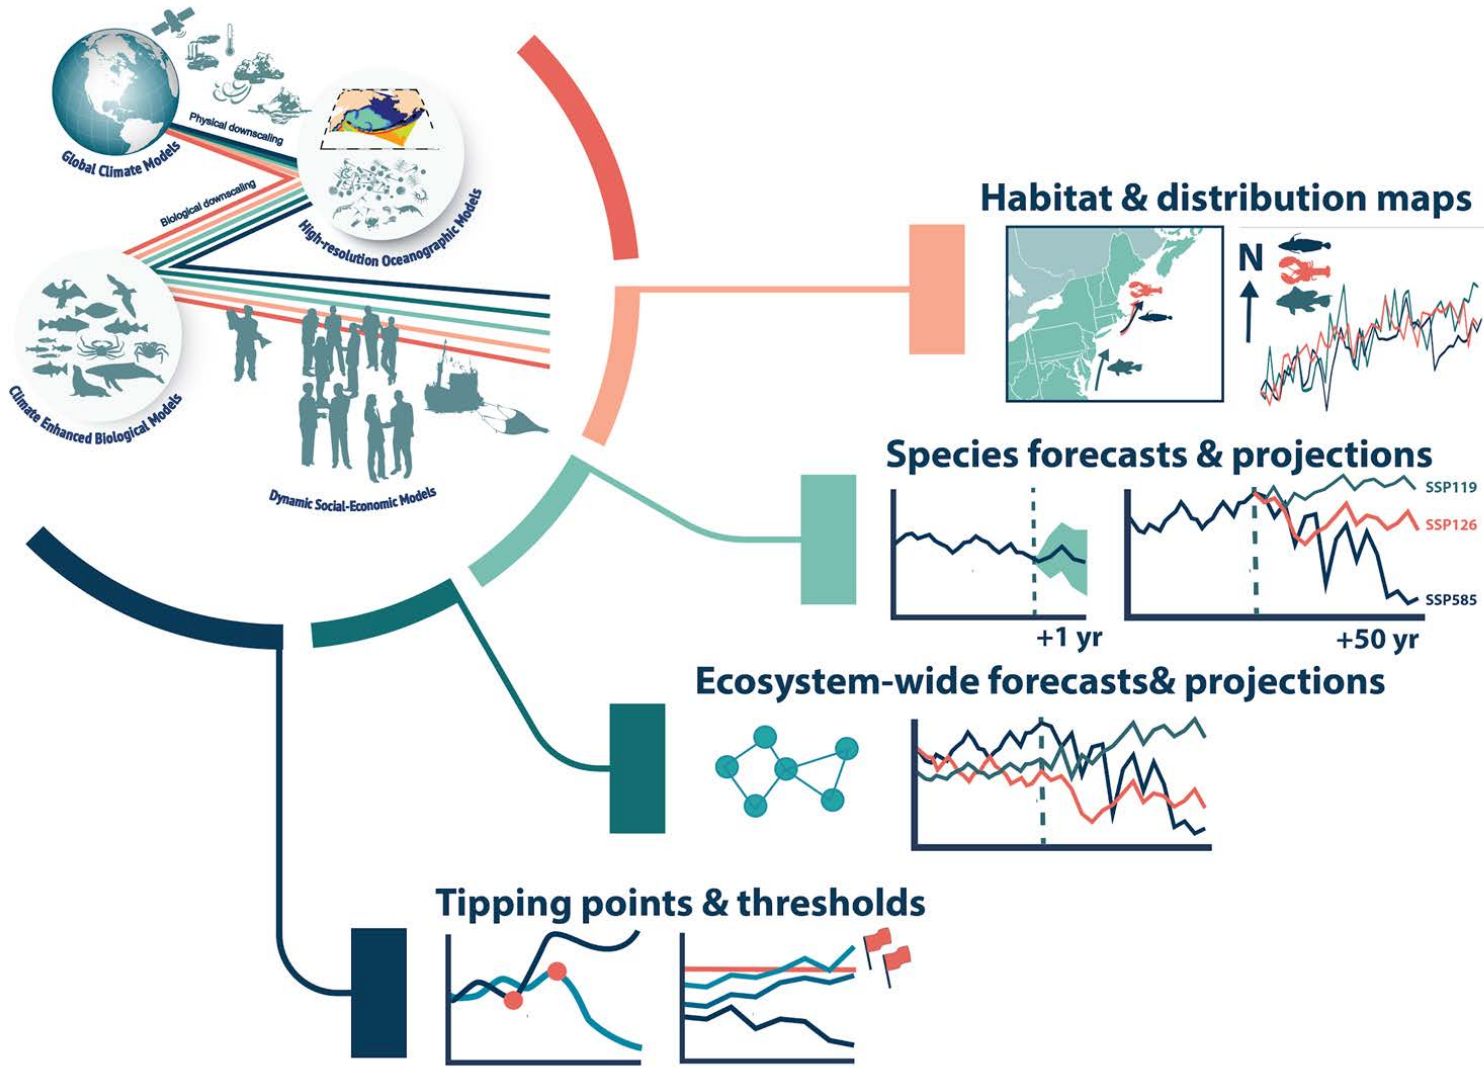 Physical downscaling
Global Climate Models
Biological downscaling
High-resolution Oceanographic Models
Climate Enhanced Biological Models
Dynamic Social-Economic Models
Habitat & distribution maps
N
Species forecasts & projections
SSP119
SSP126
SSP585
+1 yr
+50 yr
Ecosystem-wide forecasts& projections
Tipping points & thresholds